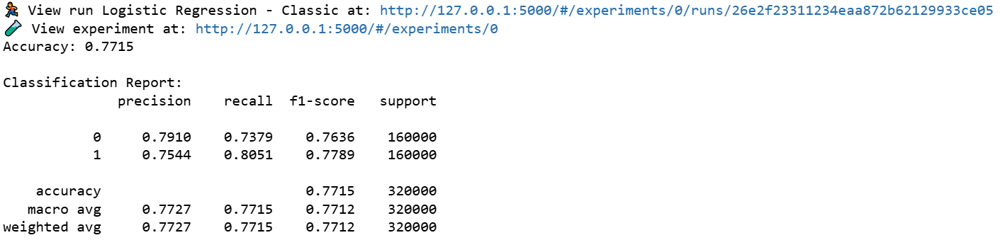 🏃 View run Logistic Regression - Classic at: http://127.0.0.1:5000/#/experiments/0/runs/26e2f23311234eaa872b62129933ce05
🧪 View experiment at: http://127.0.0.1:5000/#/experiments/0
Accuracy: 0.7715
Classification Report:
precision recall f1-score support
0 0.7910 0.7379 0.7636 160000
1 0.7544 0.8051 0.7789 160000
accuracy 0.7715 320000
macro avg 0.7727 0.7715 0.7712 320000
weighted avg 0.7727 0.7715 0.7712 320000